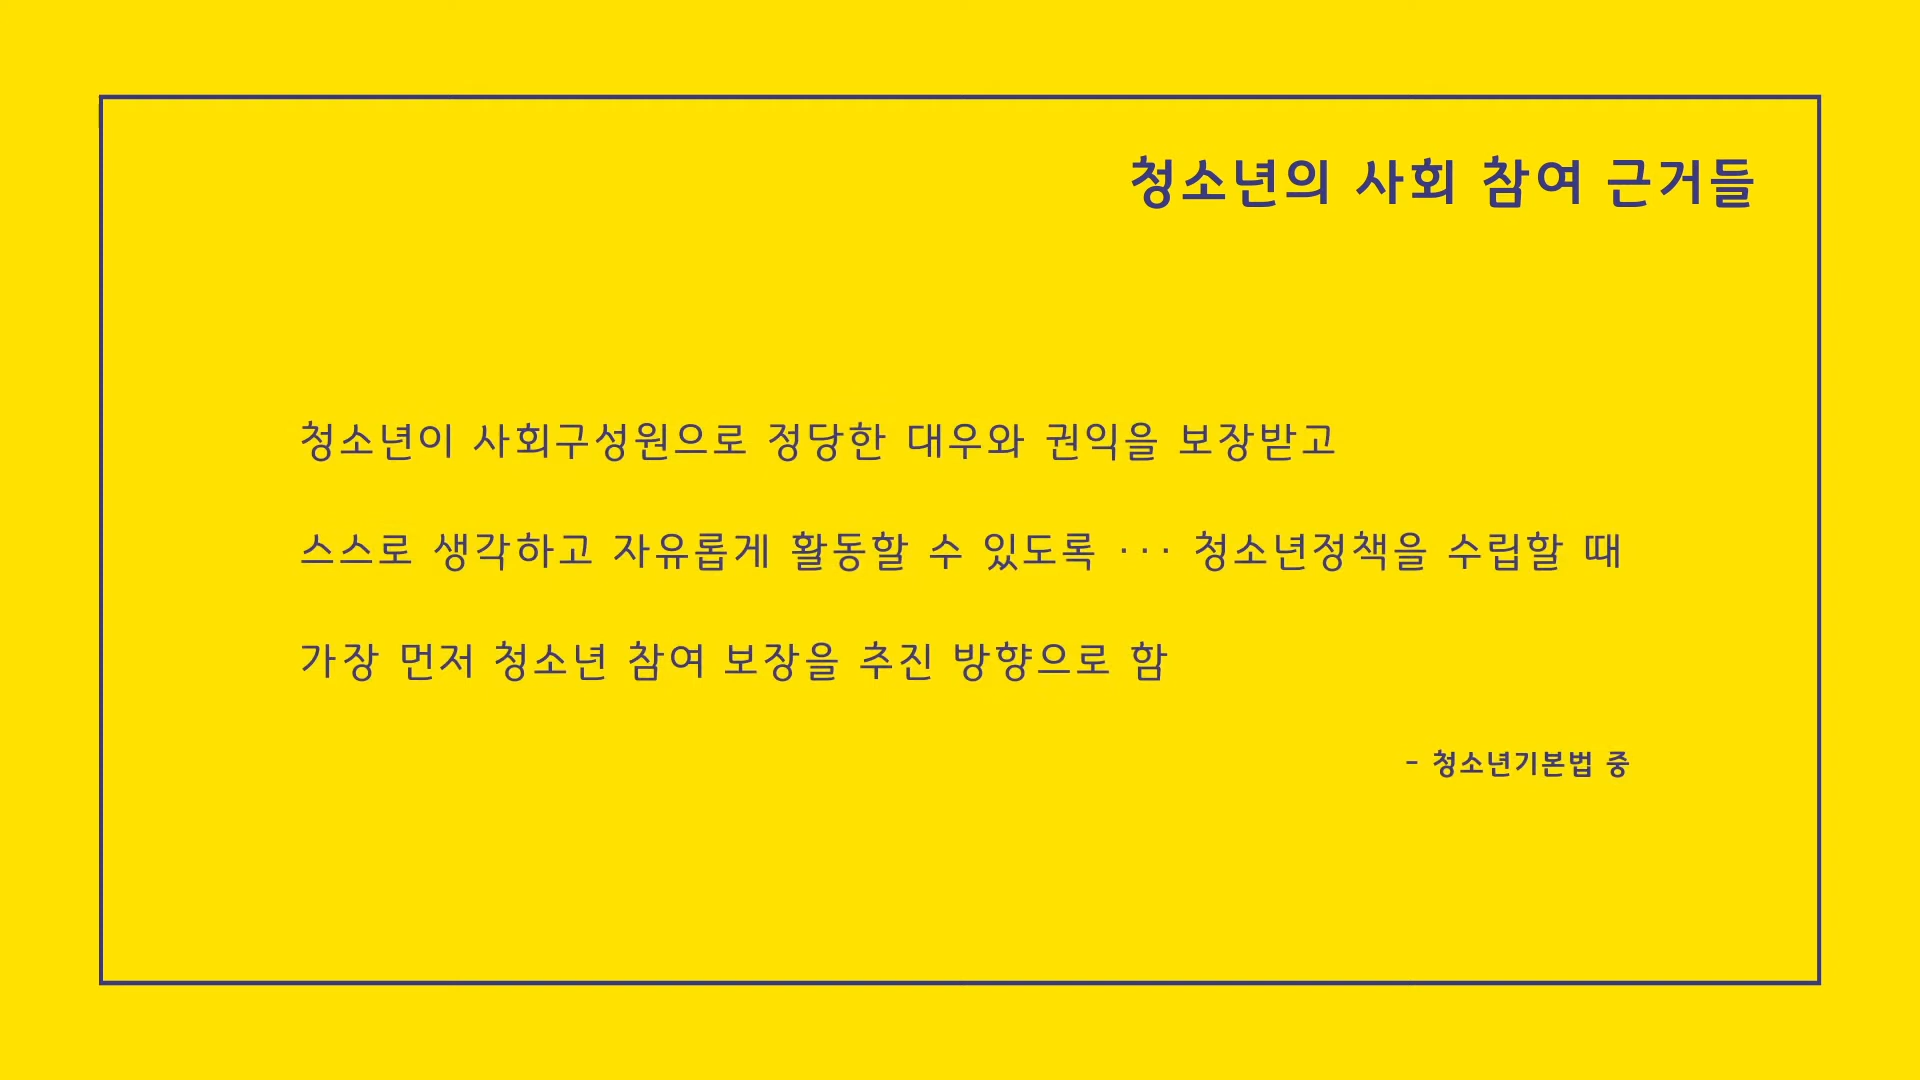 청소년의 사회 참여 근거들
청소년이 사회구성원으로 정당한 대우와 권익을 보장받고
스스로 생각하고 자유롭게 활동할 수 있도록 ··· 청소년정책을 수립할 때
가장 먼저 청소년 참여 보장을 추진 방향으로 함
- 청소년기본법 중